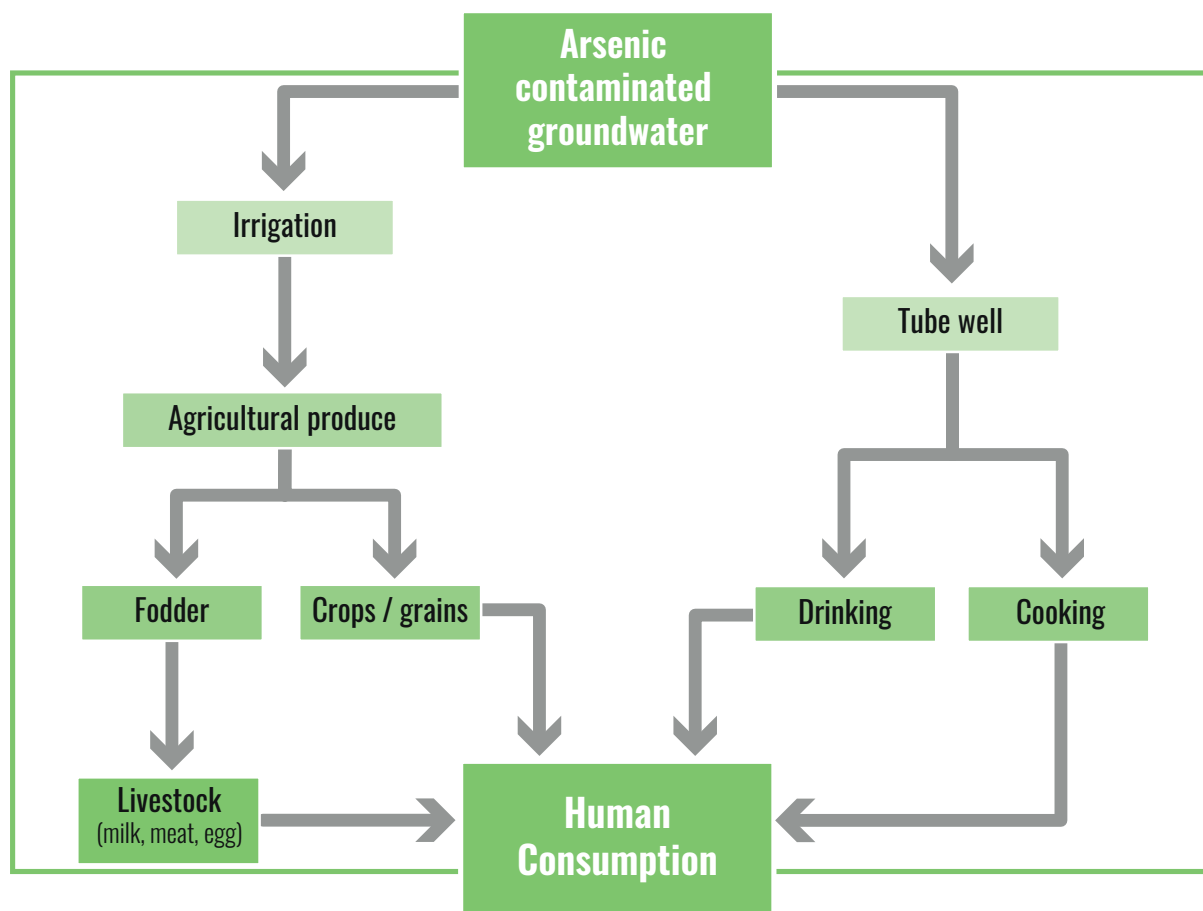 Arsenic
contaminated
groundwater
Irrigation
Tube well
Agricultural produce
Fodder
Crops / grains
Drinking
Cooking
Livestock
(milk, meat, egg)
Human
Consumption